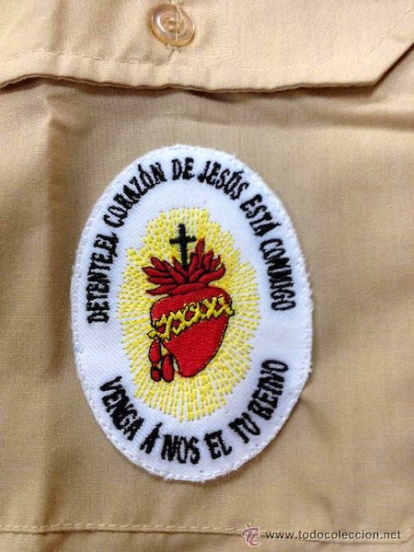 DETENTE, EL CORAZÓN DE JESÚS ESTÁ CONMIGO
VENGA Á NOS EL TU REINO
© www.todocoleccion.net